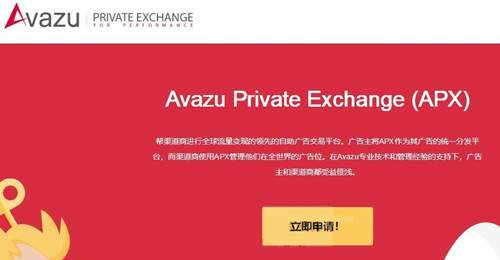 Avazu PRIVATE EXCHANGE
FOR PERFORMANCE
Avazu Private Exchange (APX)
帮渠道商进行全球流量变现的领先的自助广告交易平台。广告主将APX作为其广告的统一分发平
台，而渠道商使用APX管理他们在全世界的广告位。在Avazu专业技术和管理经验的支持下，广告
主和渠道商都受益匪浅。
立即申请！